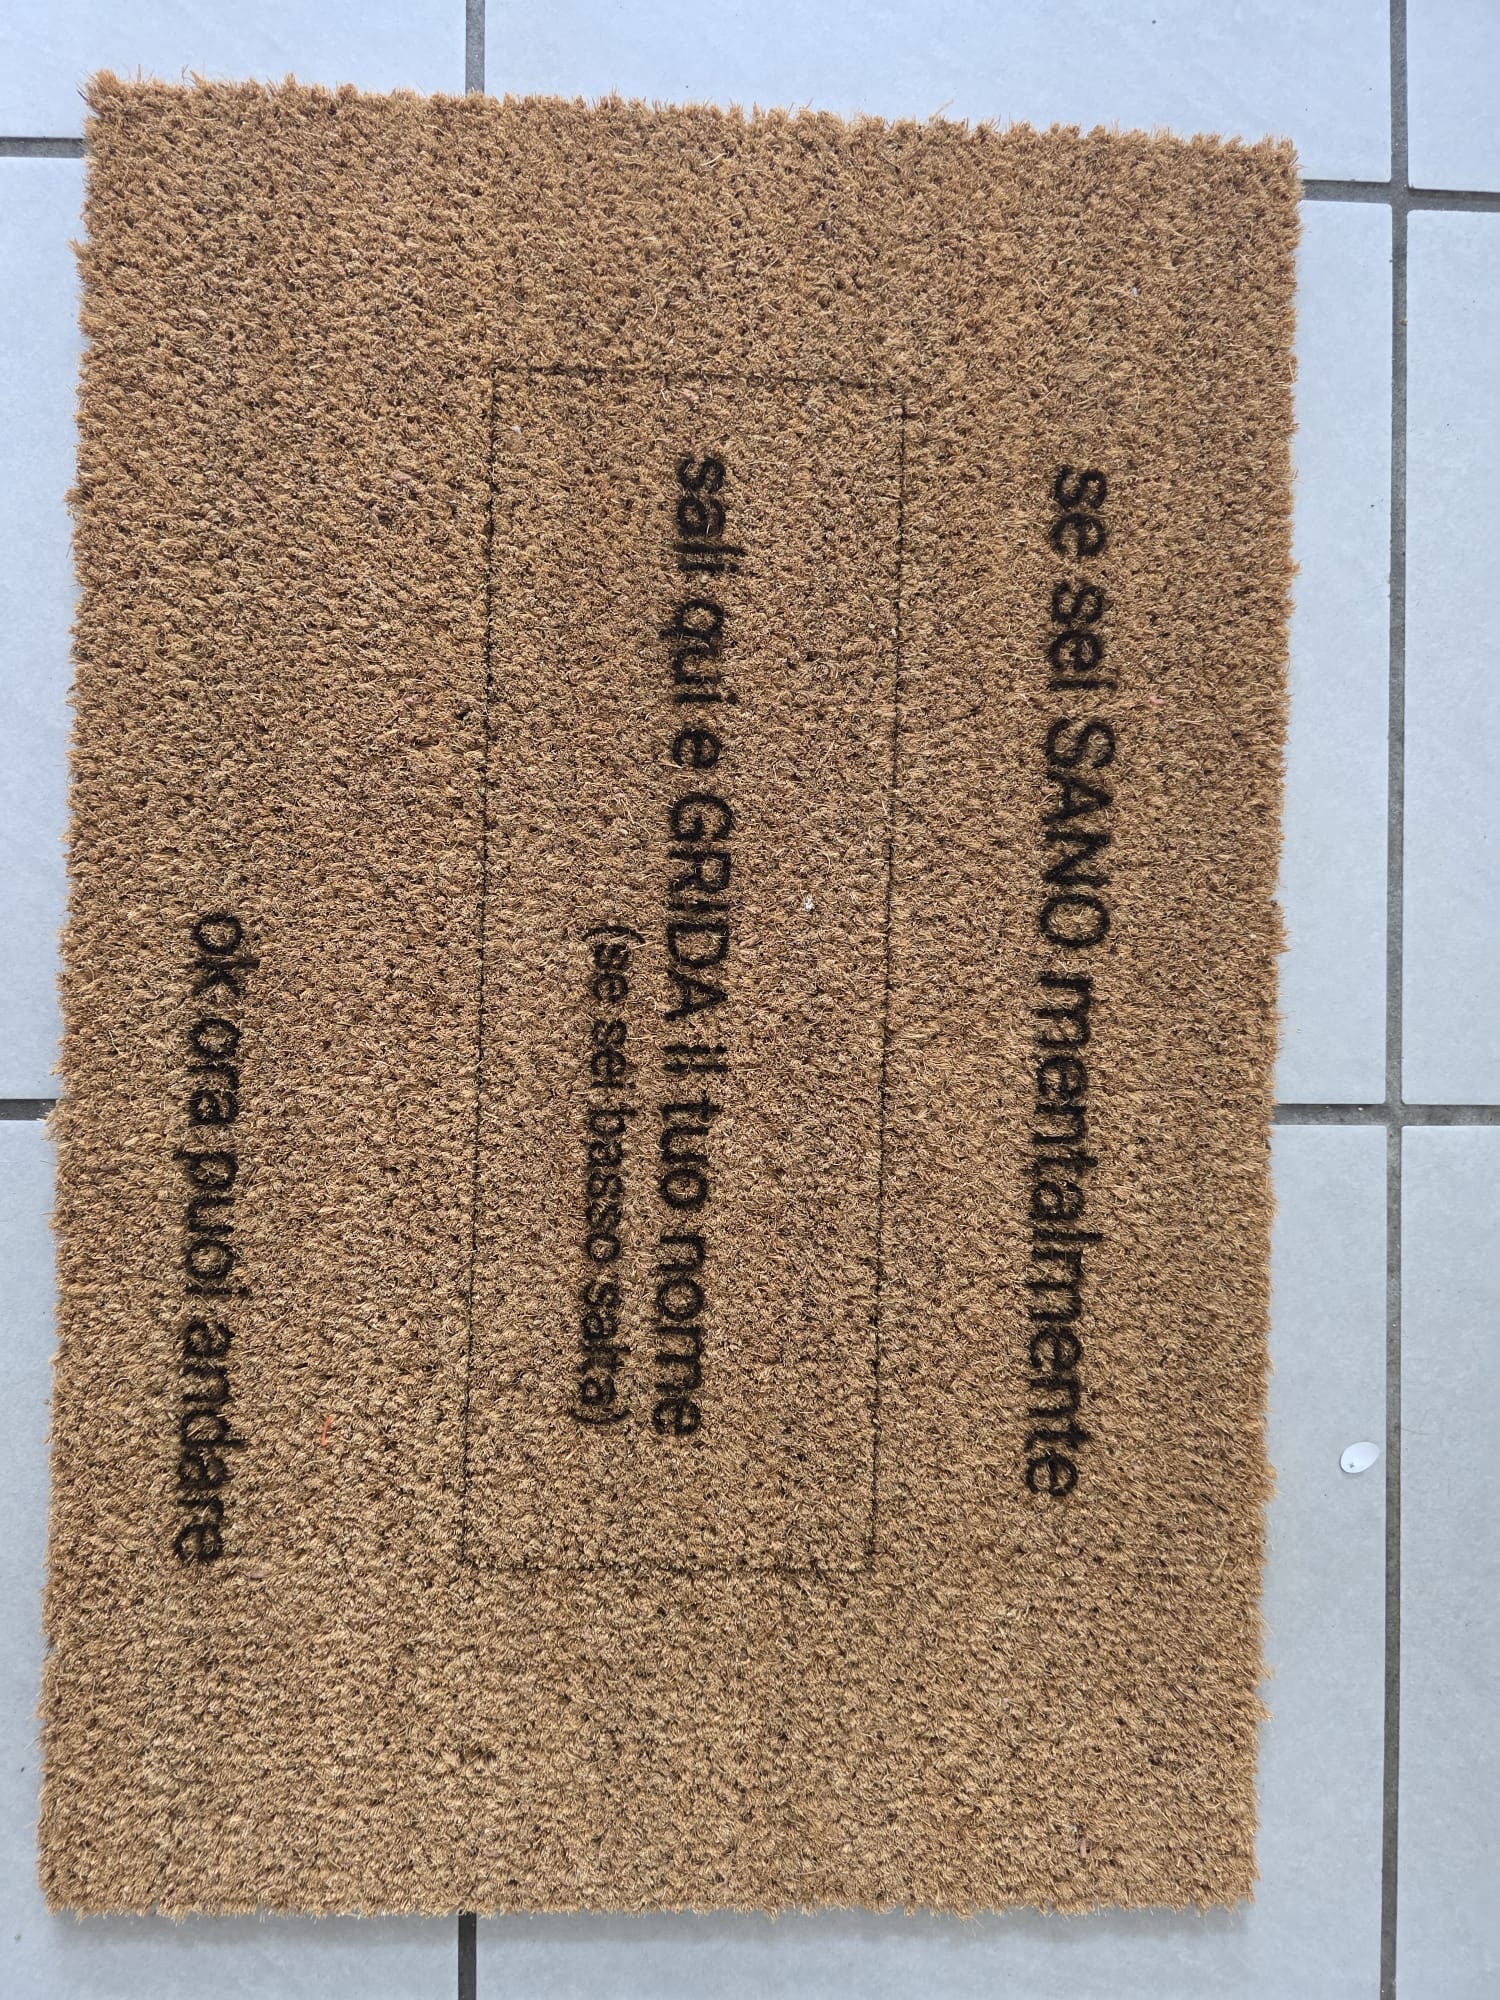 se sei SANO mentalmente
sali qui e GRIDA il tuo nome
(se sei basso salta)
ok ora puoi andare